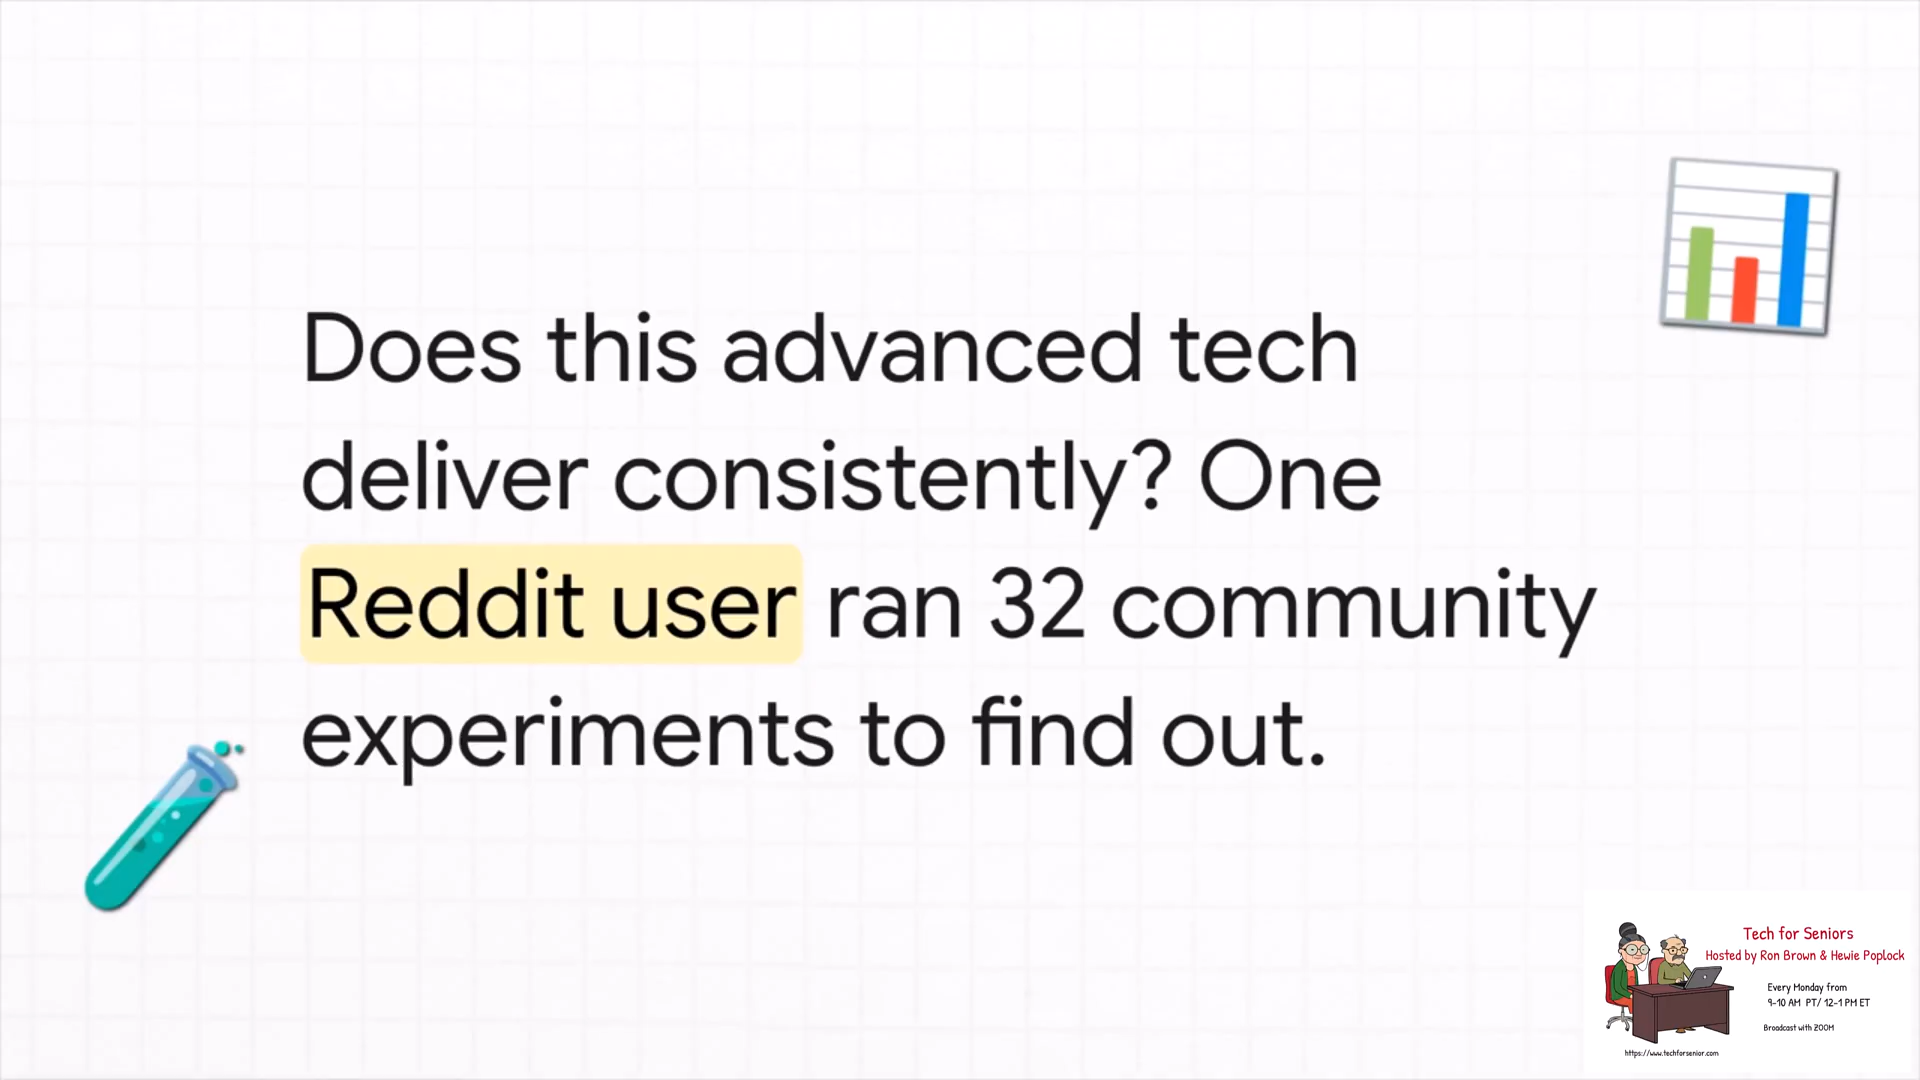 Does this advanced tech
deliver consistently? One
Reddit user ran 32 community
experiments to find out.
Tech for Seniors
Hosted by Ron Brown & Hewie Poplock
Every Monday from
9-10 AM PT/ 12-1 PM ET
Broadcast with ZOOM
https://www.techforsenior.com